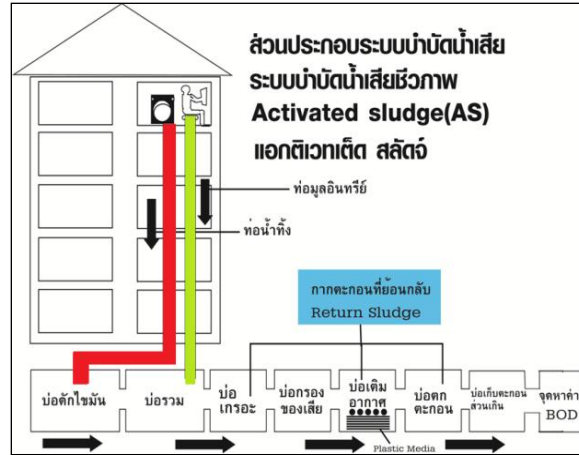 ส่วนประกอบระบบบำบัดน้ำเสีย
ระบบบำบัดน้ำเสียชีวภาพ
Activated sludge(AS)
แอกติเวทเต็ด สลัดจ์
ท่อมูลอินทรีย์
ท่อน้ำทิ้ง
กากตะกอนที่ย้อนกลับ
Return Sludge
บ่อดักไขมัน
บ่อรวม
บ่อ
เกรอะ
บ่อกรอง
ของเสีย
บ่อเติม
อากาศ
บ่อตก
ตะกอน
บ่อเก็บตะกอน
ส่วนเกิน
จุดหาค่า
BOD
Plastic Media